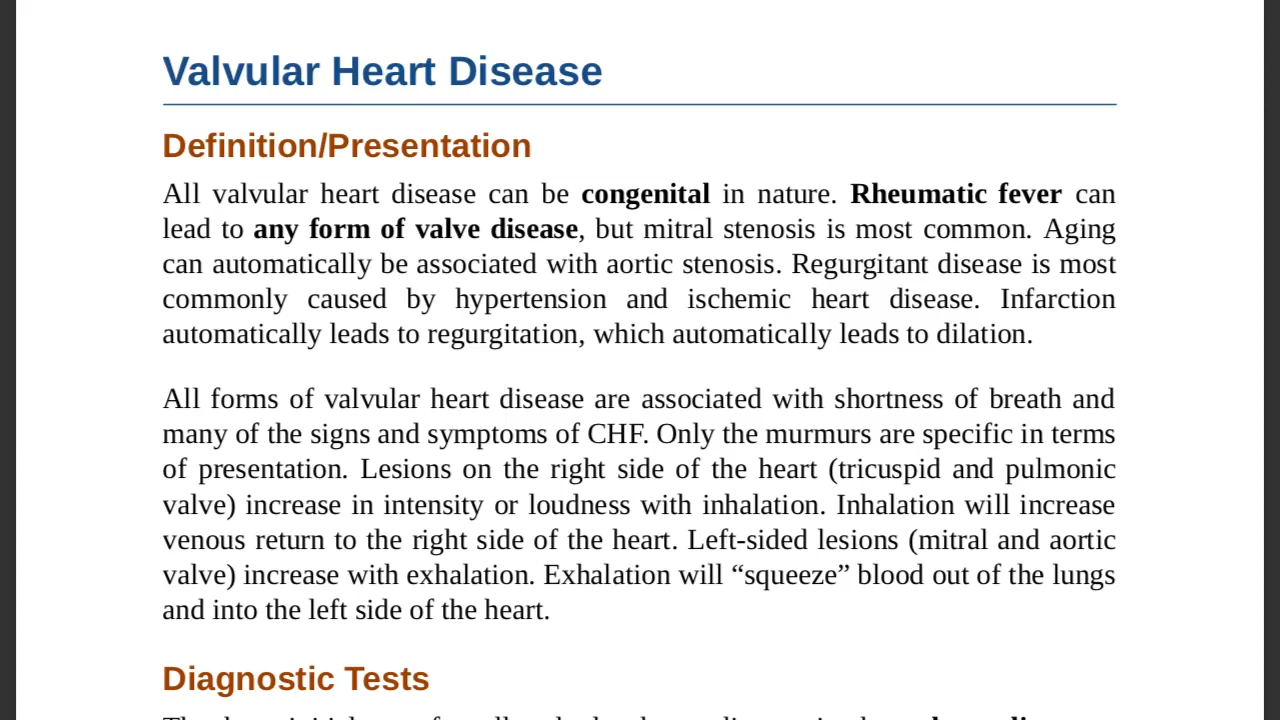 Valvular Heart Disease
Definition/Presentation
All valvular heart disease can be congenital in nature. Rheumatic fever can
lead to any form of valve disease, but mitral stenosis is most common. Aging
can automatically be associated with aortic stenosis. Regurgitant disease is most
commonly caused by hypertension and ischemic heart disease. Infarction
automatically leads to regurgitation, which automatically leads to dilation.
All forms of valvular heart disease are associated with shortness of breath and
many of the signs and symptoms of CHF. Only the murmurs are specific in terms
of presentation. Lesions on the right side of the heart (tricuspid and pulmonic
valve) increase in intensity or loudness with inhalation. Inhalation will increase
venous return to the right side of the heart. Left-sided lesions (mitral and aortic
valve) increase with exhalation. Exhalation will “squeeze” blood out of the lungs
and into the left side of the heart.
Diagnostic Tests